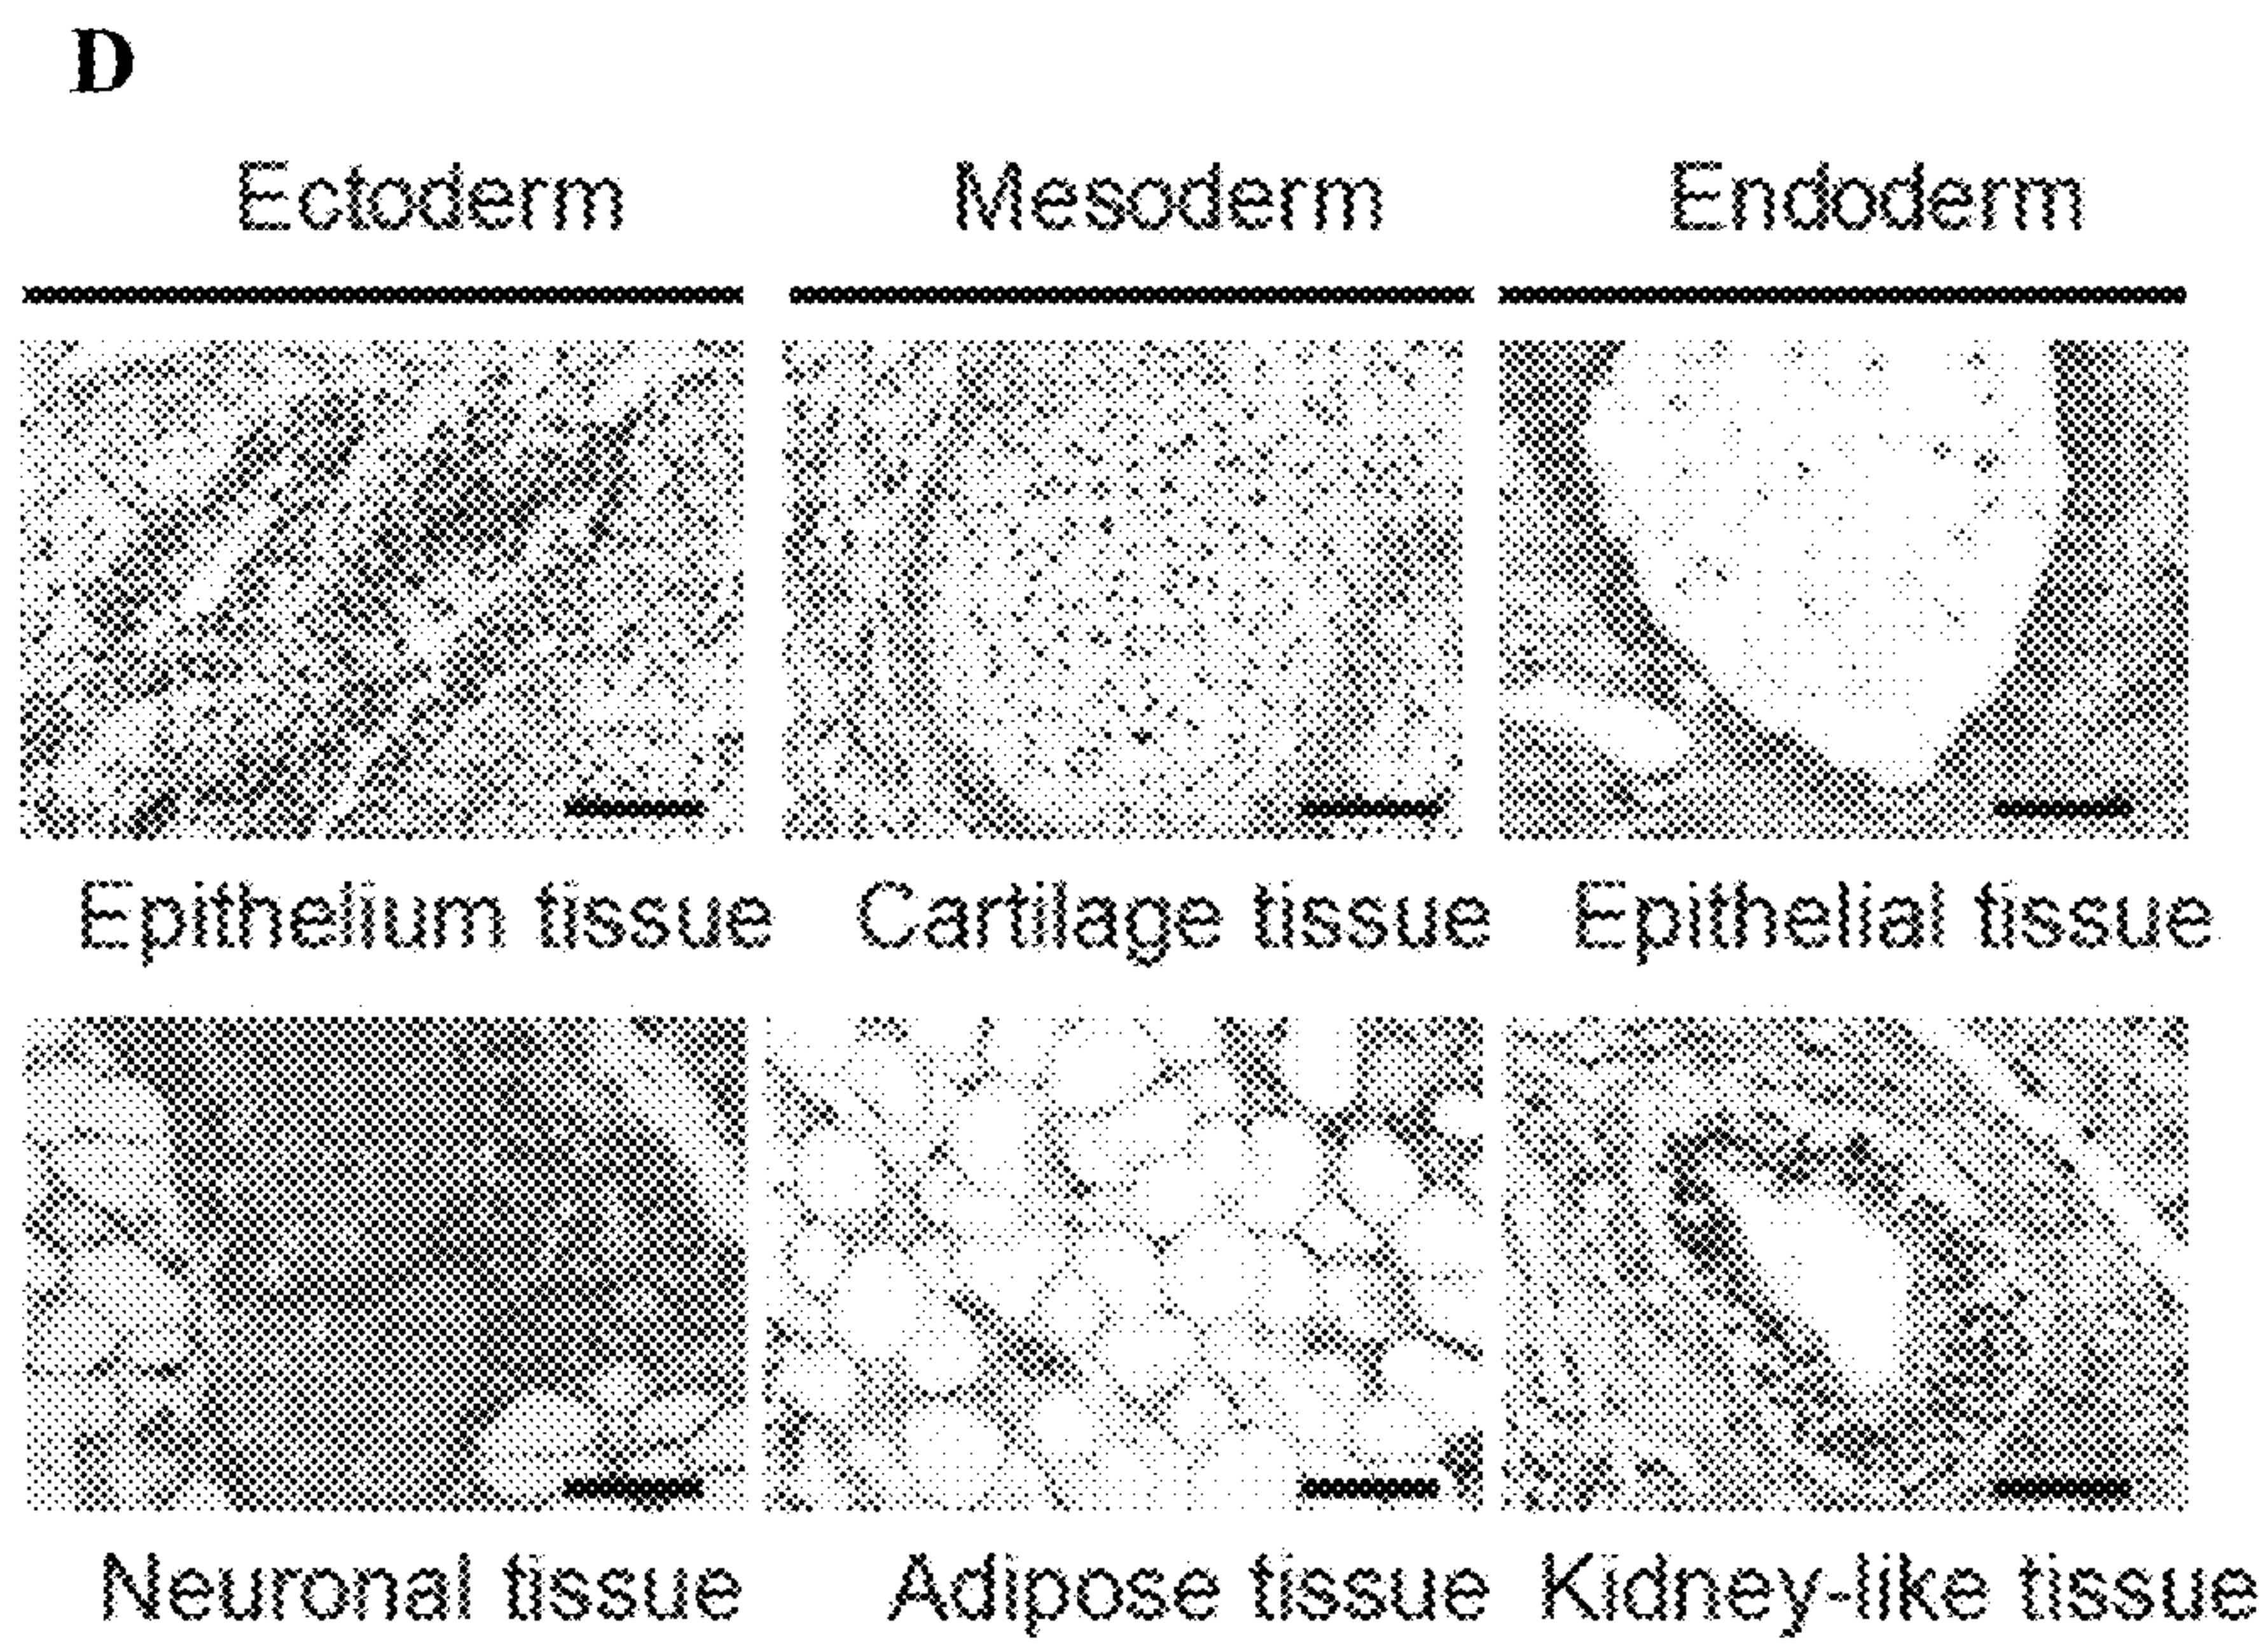 D
Ectoderm Mesoderm Endoderm
Epithelium tissue Cartilage tissue Epithelial tissue
Neuronal tissue Adipose tissue Kidney-like tissue